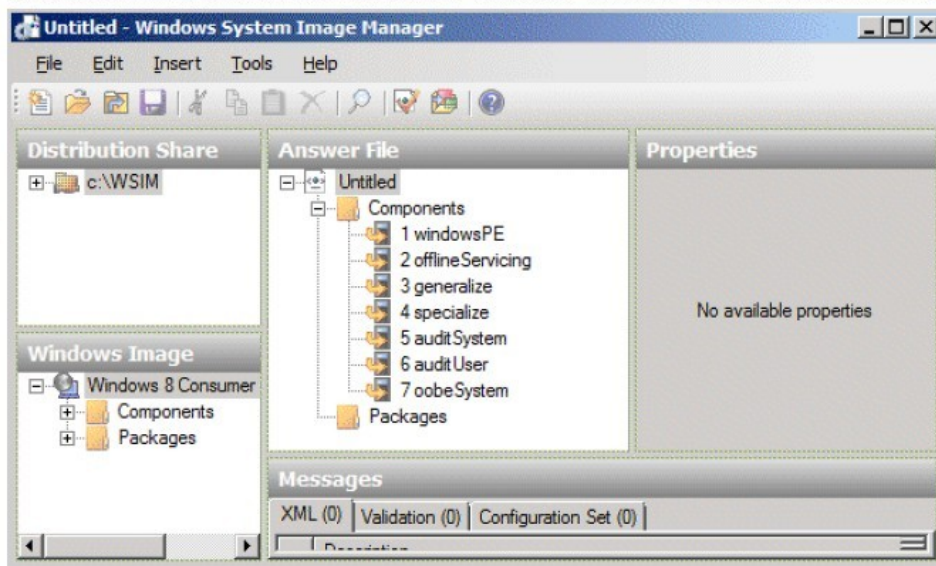 Untitled - Windows System Image Manager
File Edit Insert Tools Help
Distribution Share
c:\WSIM
Answer File
Untitled
Components
1 windowsPE
2 offlineServicing
3 generalize
4 specialize
5 auditSystem
6 auditUser
7 oobeSystem
Packages
Properties
No available properties
Windows Image
Windows 8 Consumer
Components
Packages
Messages
XML (0) Validation (0) Configuration Set (0)